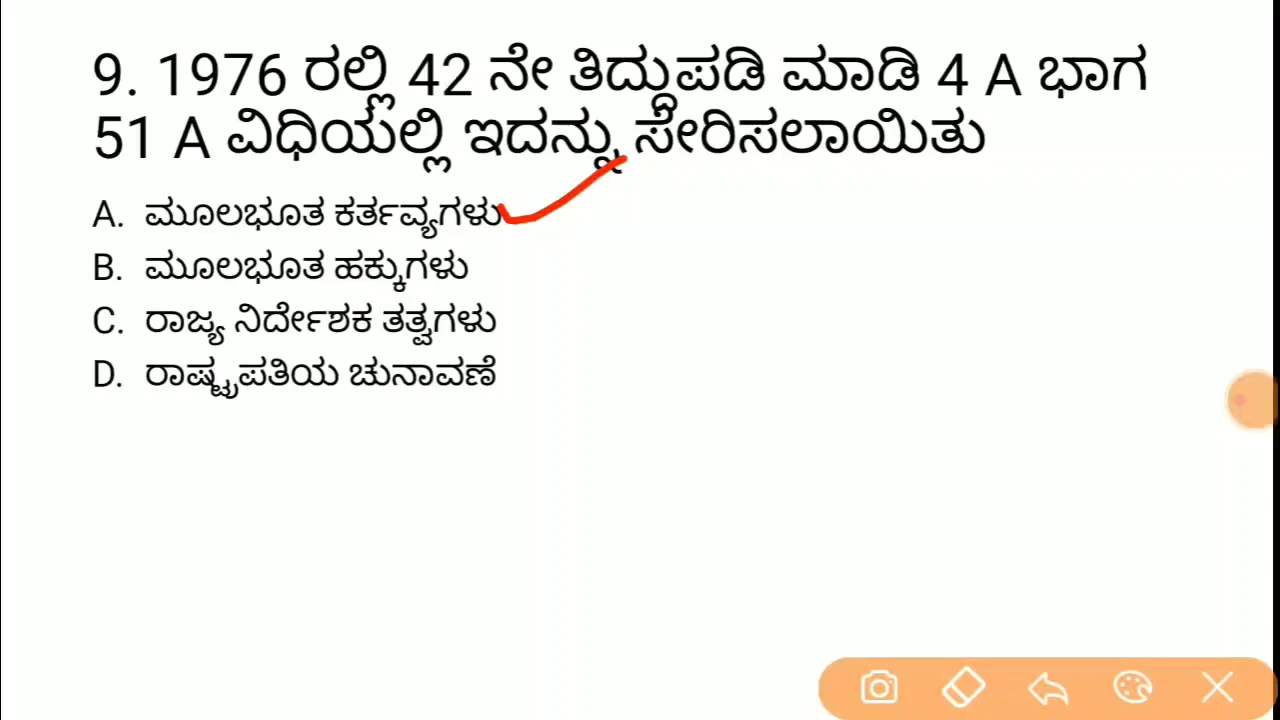 9. 1976 ರಲ್ಲಿ 42 ನೇ ತಿದ್ದುಪಡಿ ಮಾಡಿ 4 A ಭಾಗ
51 A ವಿಧಿಯಲ್ಲಿ ಇದನ್ನು ಸೇರಿಸಲಾಯಿತು
A. ಮೂಲಭೂತ ಕರ್ತವ್ಯಗಳು
B. ಮೂಲಭೂತ ಹಕ್ಕುಗಳು
C. ರಾಜ್ಯ ನಿರ್ದೇಶಕ ತತ್ವಗಳು
D. ರಾಷ್ಟ್ರಪತಿಯ ಚುನಾವಣೆ